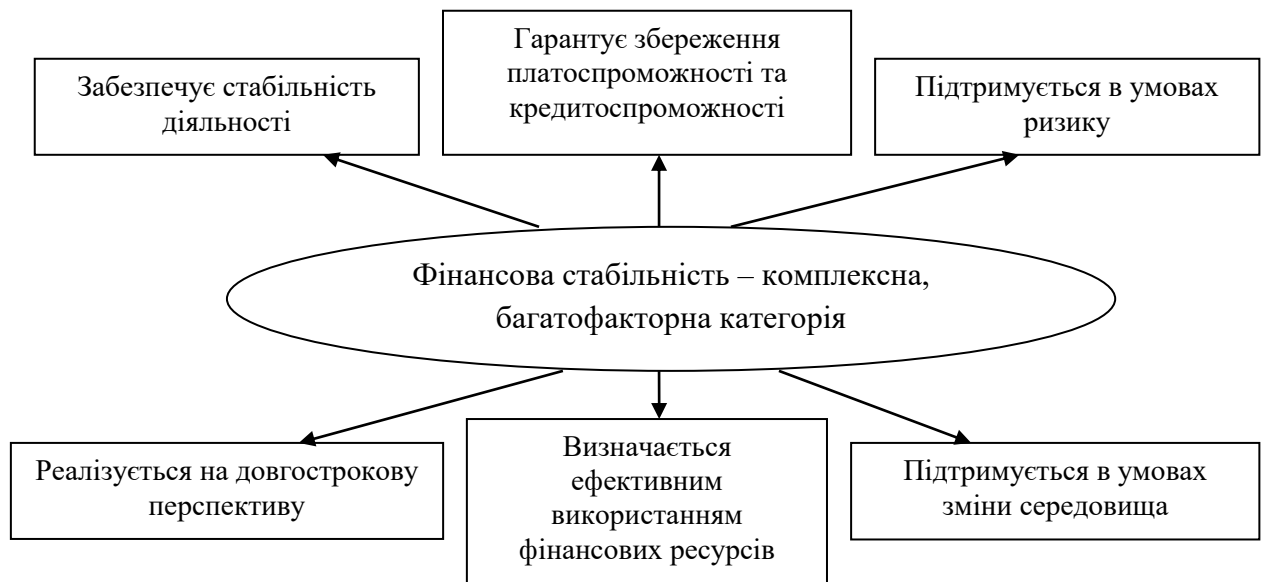 Забезпечує стабільність
діяльності
Гарантує збереження
платоспроможності та
кредитоспроможності
Підтримується в умовах
ризику
Фінансова стабільність – комплексна,
багатофакторна категорія
Реалізується на довгострокову
перспективу
Визначається
ефективним
використанням
фінансових ресурсів
Підтримується в умовах
зміни середовища